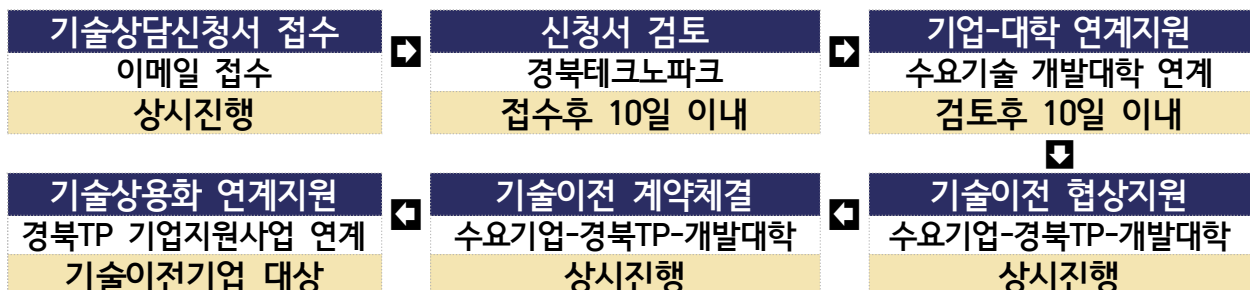 기술상담신청서 접수
이메일 접수
상시진행
신청서 검토
경북테크노파크
접수후 10일 이내
기업-대학 연계지원
수요기술 개발대학 연계
검토후 10일 이내
기술이전 협상지원
수요기업-경북TP-개발대학
상시진행
기술이전 계약체결
수요기업-경북TP-개발대학
상시진행
기술상용화 연계지원
경북TP 기업지원사업 연계
기술이전기업 대상